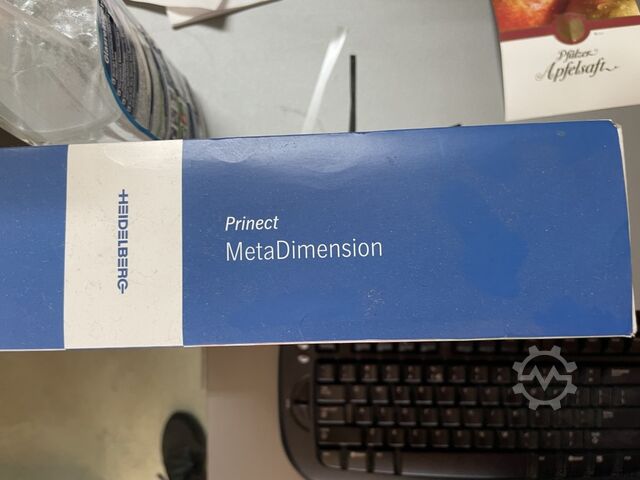 Pfälzer
Apfelsaft
HEIDELBERG
Prinect
MetaDimension